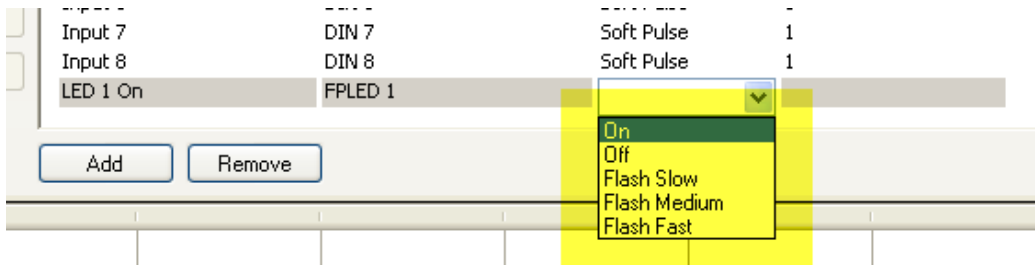 Input 7 DIN 7 Soft Pulse 1
Input 8 DIN 8 Soft Pulse 1
LED 1 On FPLED 1
On
Off
Flash Slow
Flash Medium
Flash Fast
Add Remove